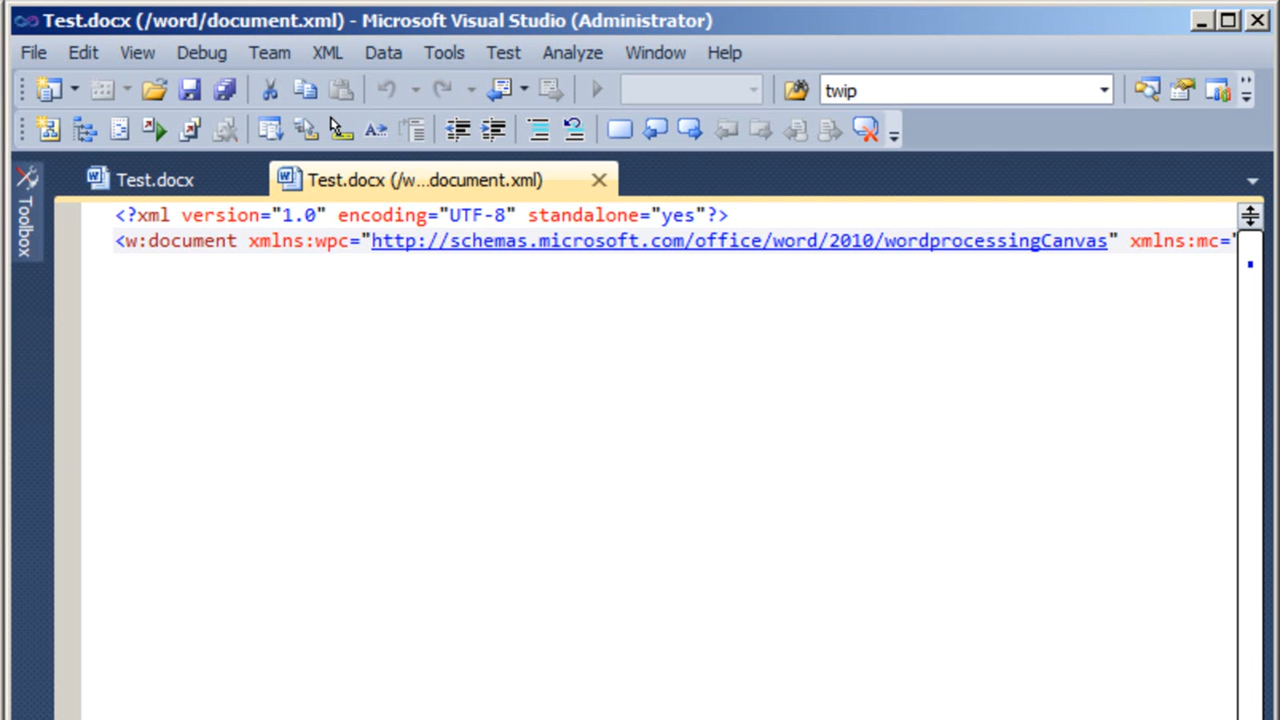 Test.docx (/word/document.xml) - Microsoft Visual Studio (Administrator)
File Edit View Debug Team XML Data Tools Test Analyze Window Help
twip
Toolbox
Test.docx
Test.docx (/w...document.xml)
<?xml version="1.0" encoding="UTF-8" standalone="yes"?>
<w:document xmlns:wpc="http://schemas.microsoft.com/office/word/2010/wordprocessingCanvas" xmlns:mc="